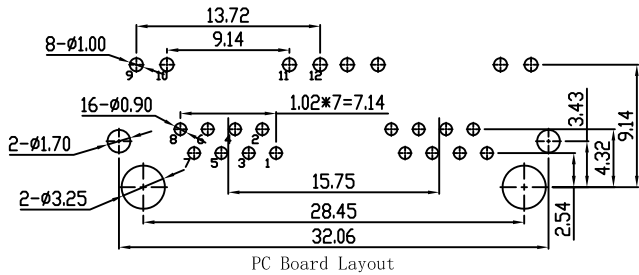 13.72
9.14
8-ø1.00
9 10 11 12
16-ø0.90
1.02*7=7.14
8 6 4 2
7 5 3 1
2-ø1.70
2-ø3.25
15.75
28.45
32.06
3.43
2.54
4.32
9.14
PC Board Layout